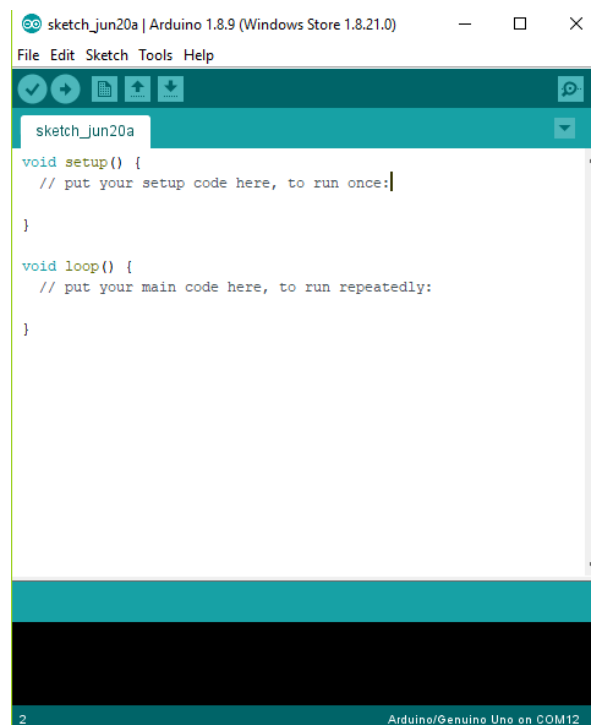 sketch_jun20a | Arduino 1.8.9 (Windows Store 1.8.21.0)
File Edit Sketch Tools Help
sketch_jun20a
void setup() {
  // put your setup code here, to run once:
}
void loop() {
  // put your main code here, to run repeatedly:
}
2 Arduino/Genuino Uno on COM12